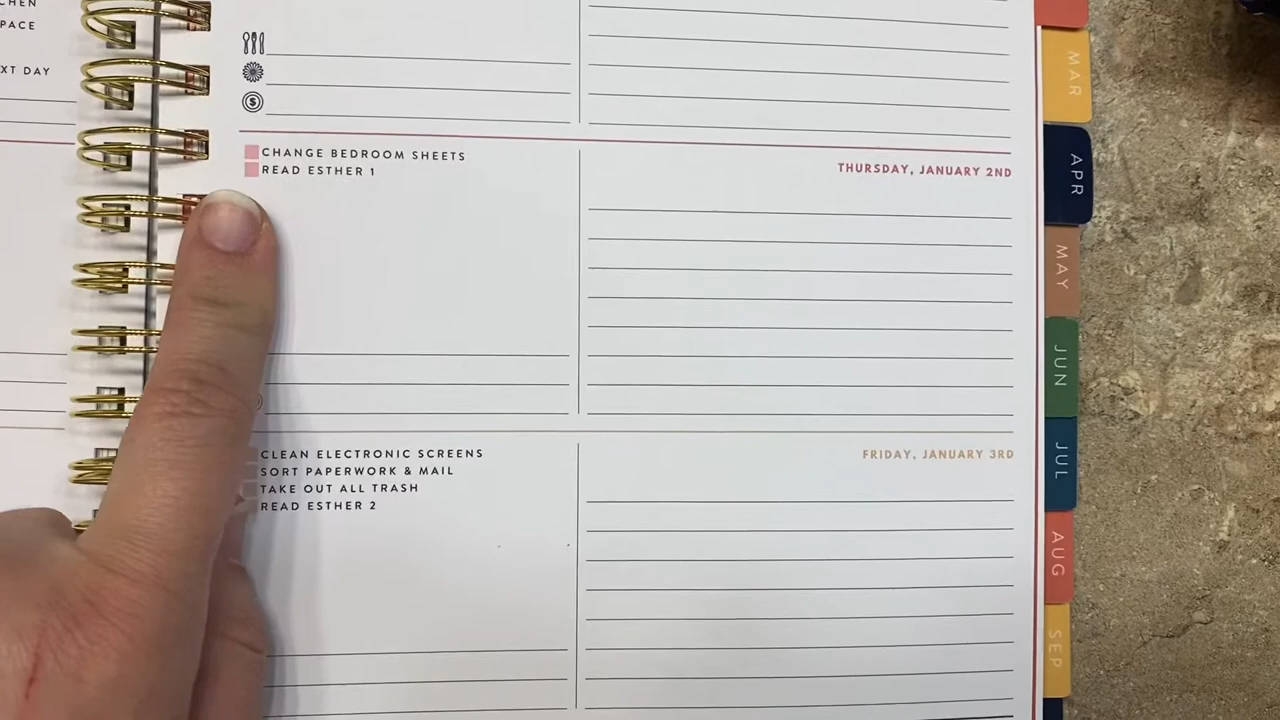 PACE
XT DAY
CHANGE BEDROOM SHEETS
READ ESTHER 1
THURSDAY, JANUARY 2ND
CLEAN ELECTRONIC SCREENS
SORT PAPERWORK & MAIL
TAKE OUT ALL TRASH
READ ESTHER 2
FRIDAY, JANUARY 3RD
MAR
APR
MAY
JUN
JUL
AUG
SEP